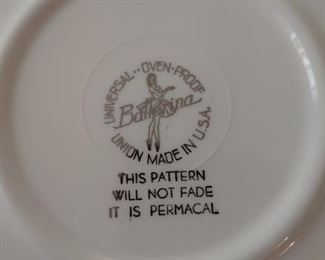 UNIVERSAL--OVEN-PROOF
Ballerina
UNION MADE IN U.S.A.
THIS PATTERN
WILL NOT FADE
IT IS PERMACAL